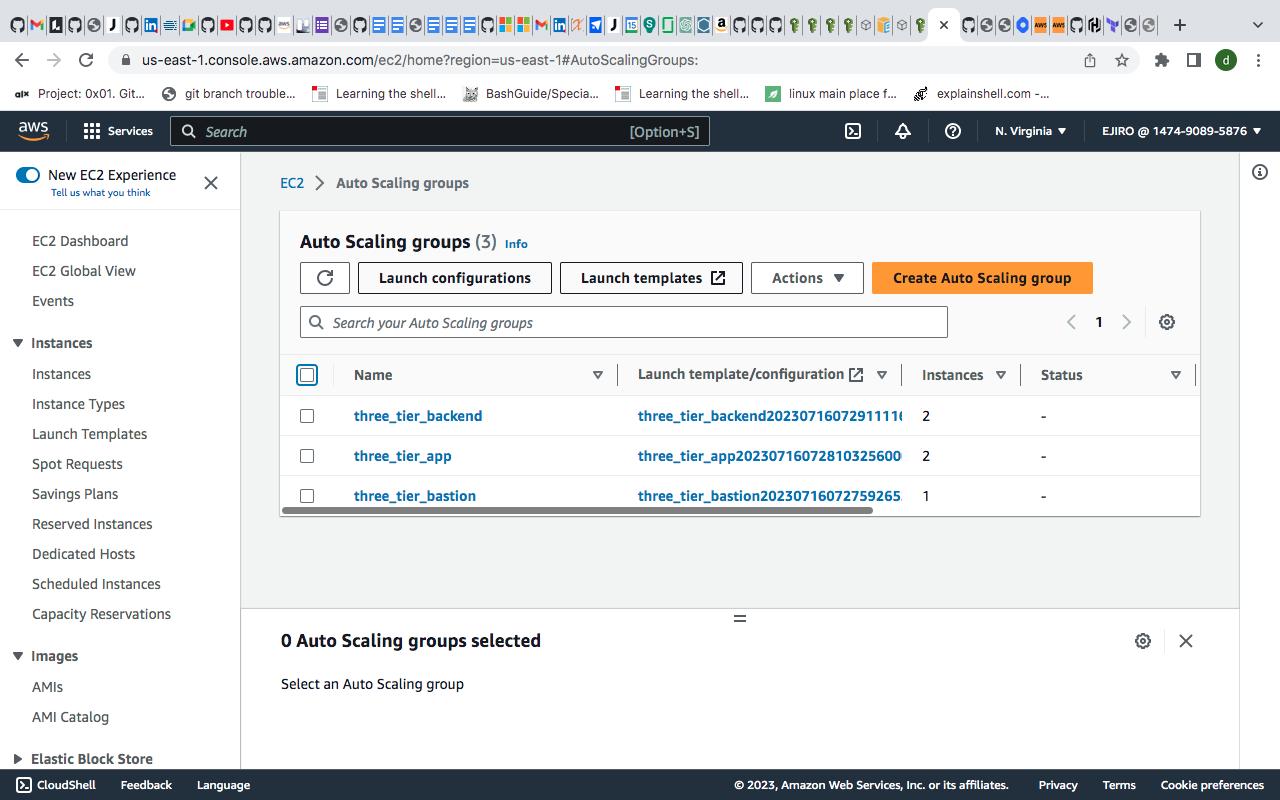 us-east-1.console.aws.amazon.com/ec2/home?region=us-east-1#AutoScalingGroups:
d
Project: 0x01. Git...
git branch trouble...
Learning the shell...
BashGuide/Specia...
Learning the shell...
linux main place f...
explainshell.com -...
aws
Services
Search
[Option+S]
N. Virginia
EJIRO @ 1474-9089-5876
New EC2 Experience
Tell us what you think
EC2 Dashboard
EC2 Global View
Events
Instances
Instances
Instance Types
Launch Templates
Spot Requests
Savings Plans
Reserved Instances
Dedicated Hosts
Scheduled Instances
Capacity Reservations
Images
AMIs
AMI Catalog
Elastic Block Store
EC2
Auto Scaling groups
Auto Scaling groups (3) Info
Launch configurations
Launch templates
Actions
Create Auto Scaling group
Search your Auto Scaling groups
1
Name
Launch template/configuration
Instances
Status
three_tier_backend
2
-
three_tier_app
2
-
three_tier_bastion
1
-
0 Auto Scaling groups selected
Select an Auto Scaling group
CloudShell
Feedback
Language
© 2023, Amazon Web Services, Inc. or its affiliates.
Privacy
Terms
Cookie preferences